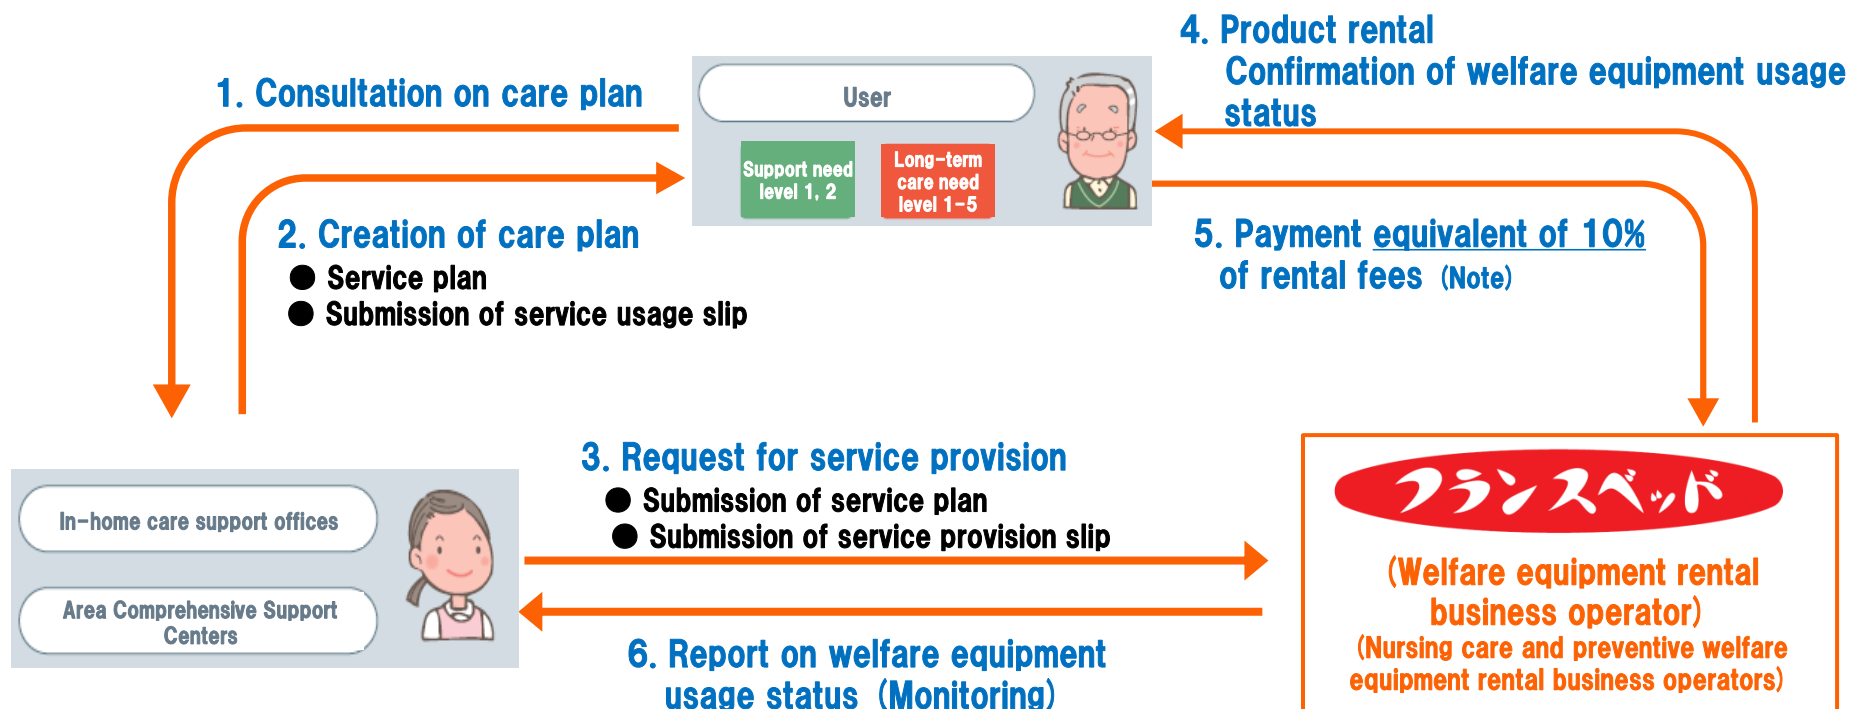 1. Consultation on care plan
User
Support need
level 1, 2
Long-term
care need
level 1-5
4. Product rental
Confirmation of welfare equipment usage
status
2. Creation of care plan
● Service plan
● Submission of service usage slip
5. Payment equivalent of 10%
of rental fees (Note)
In-home care support offices
Area Comprehensive Support
Centers
3. Request for service provision
● Submission of service plan
● Submission of service provision slip
6. Report on welfare equipment
usage status (Monitoring)
フランスベッド
(Welfare equipment rental
business operator)
(Nursing care and preventive welfare
equipment rental business operators)